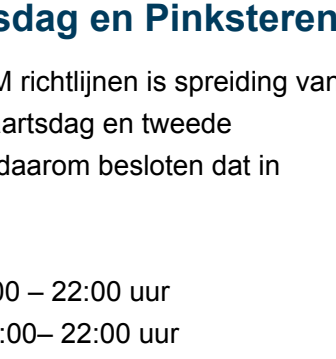 sdag en Pinksteren
M richtlijnen is spreiding van
artsdag en tweede
daarom besloten dat in
00 – 22:00 uur
:00– 22:00 uur